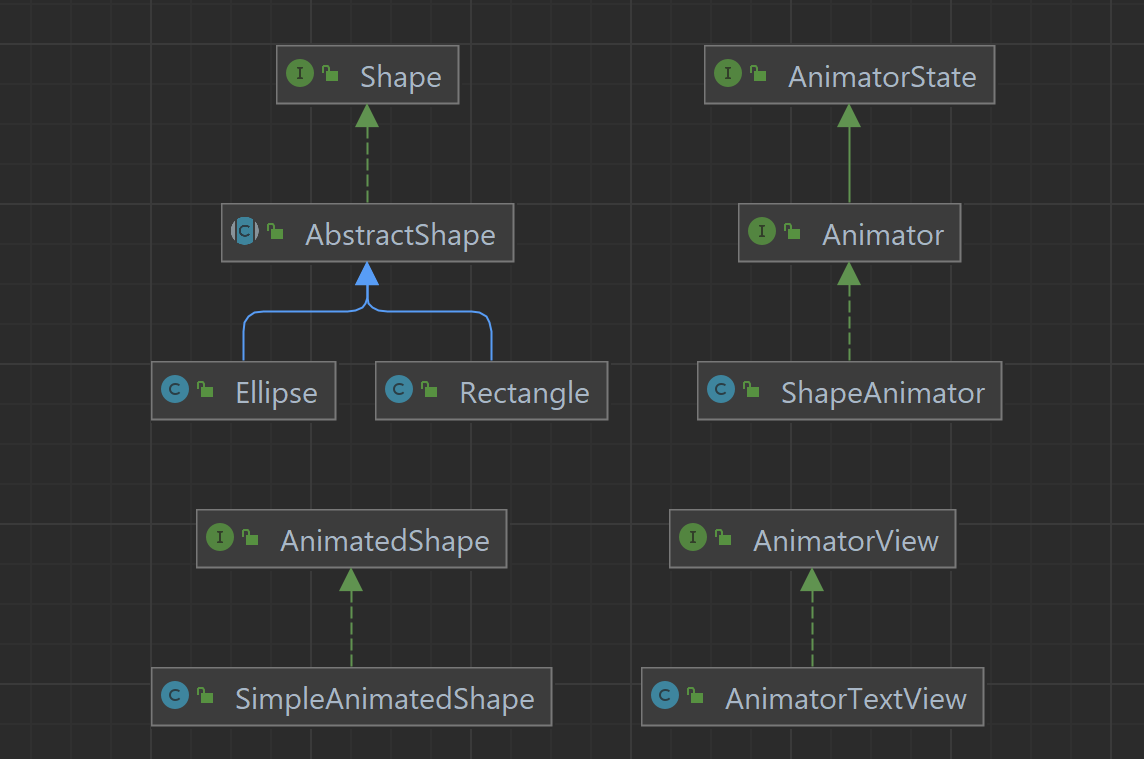 I Shape
I AnimatorState
C AbstractShape
I Animator
C Ellipse
C Rectangle
C ShapeAnimator
I AnimatedShape
I AnimatorView
C SimpleAnimatedShape
C AnimatorTextView